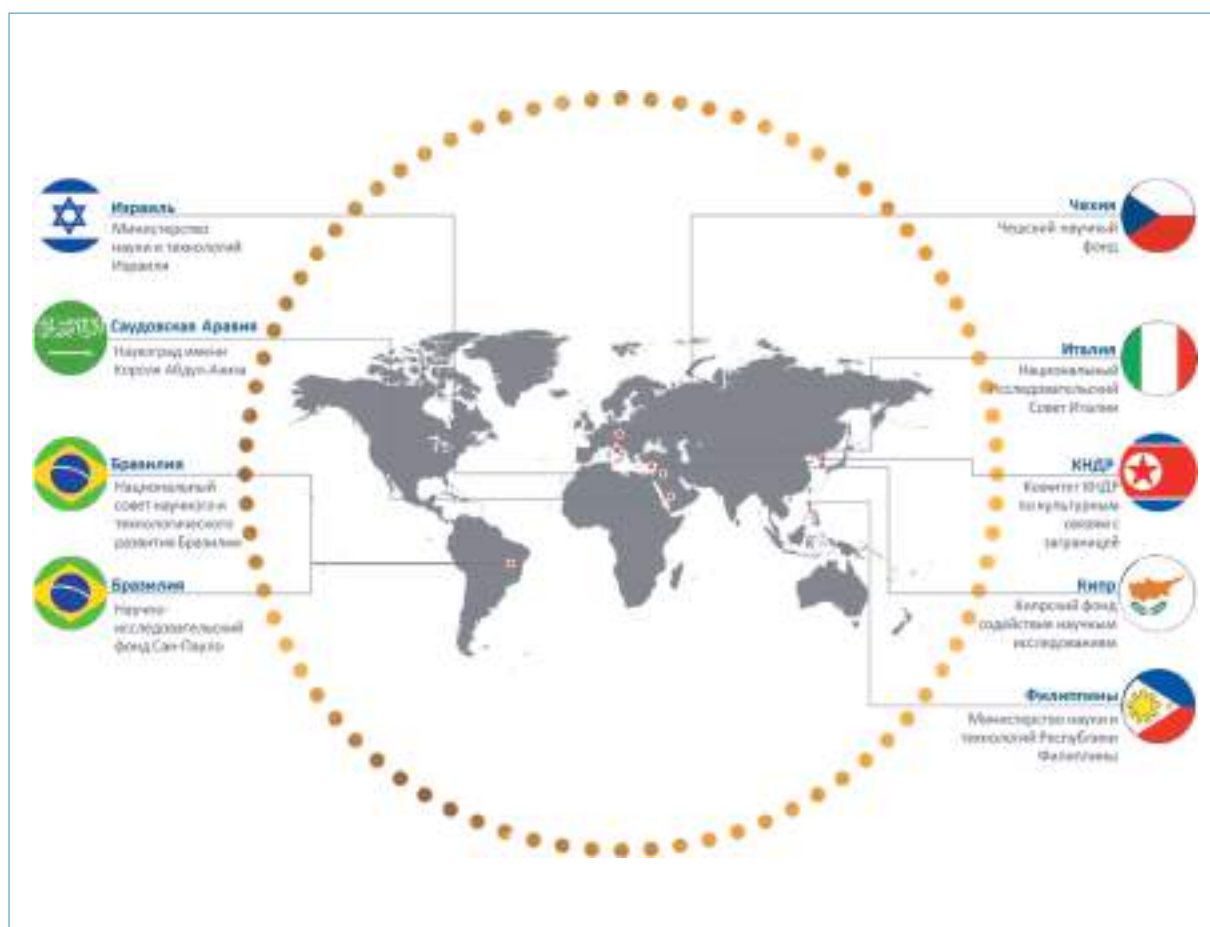 Израиль
Министерство
науки и технологий
Израиля
Саудовская Аравия
Наукоград имени
Короля Абдул-Азиза
Бразилия
Национальный
совет научного и
технологического
развития Бразилии
Бразилия
Научно-
исследовательский
фонд Сан-Пауло
Чехия
Чешский научный
фонд
Италия
Национальный
Исследовательский
Совет Италии
КНДР
Комитет КНДР
по культурным
связям с
заграницей
Кипр
Кипрский фонд
содействия научным
исследованиям
Филиппины
Министерство науки и
технологий Республики
Филиппины